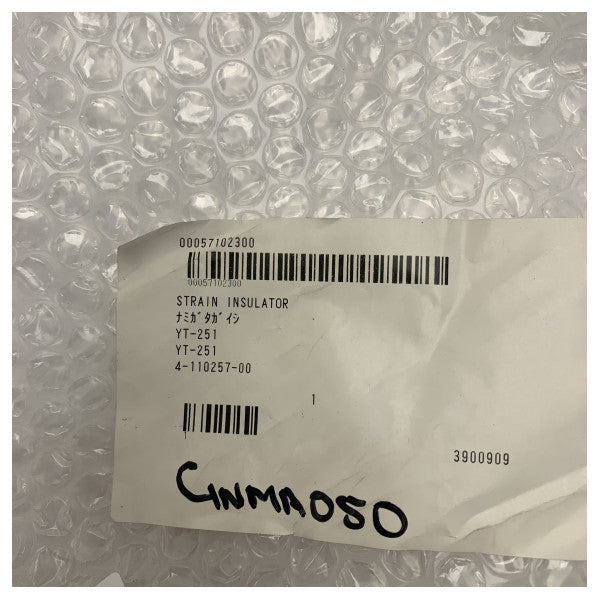 00057102300
00057102300
STRAIN INSULATOR
ﾅﾐｶﾞﾀｶﾞｲｼ
YT-251
YT-251
4-110257-00
1
3900909
GNMA050